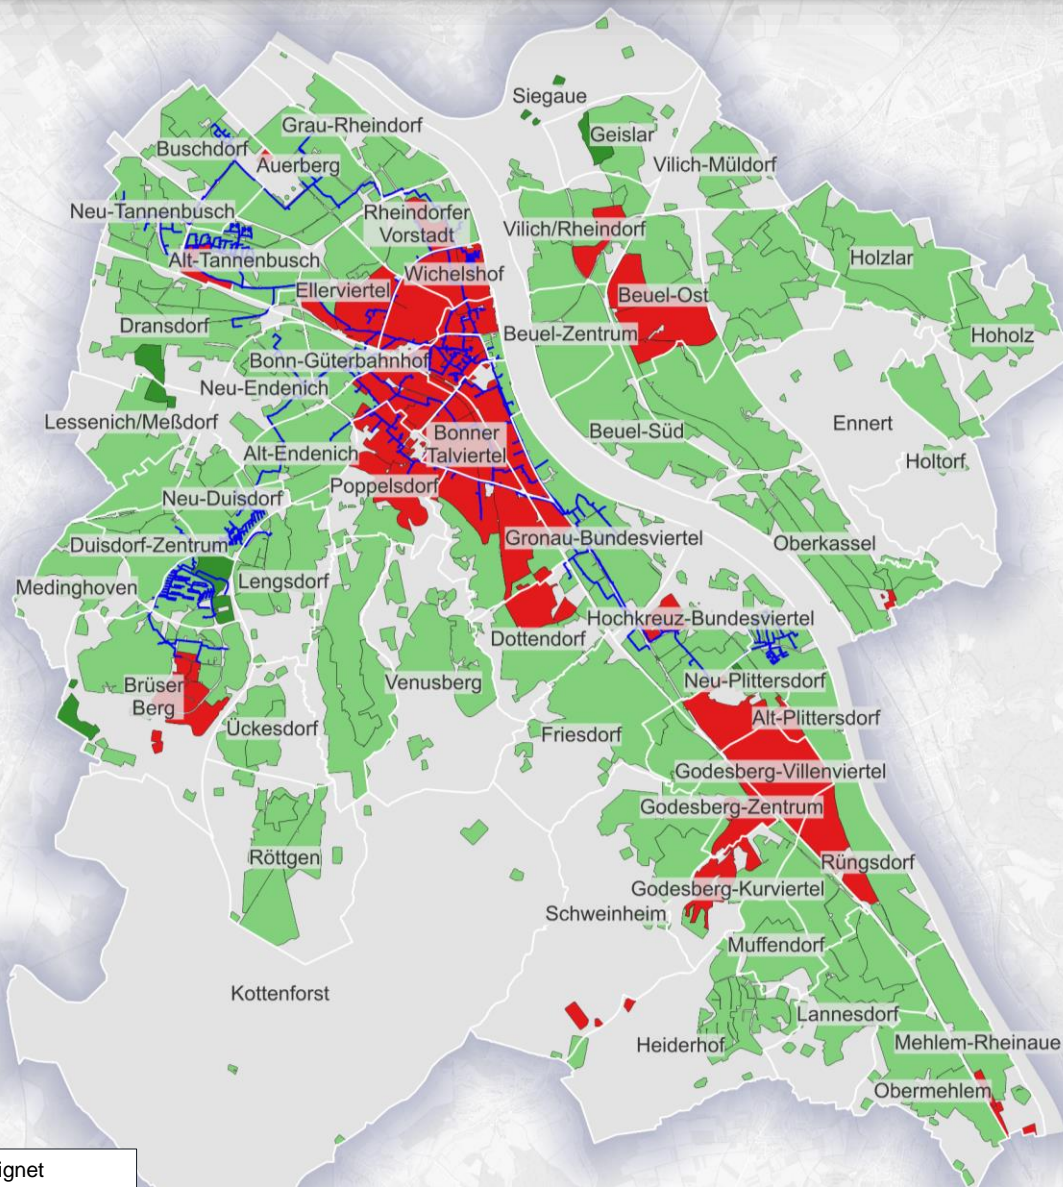 Siegaue
Grau-Rheindorf
Geislar
Buschdorf
Auerberg
Vilich-Müldorf
Neu-Tannenbusch
Rheindorfer
Vorstadt
Vilich/Rheindorf
Alt-Tannenbusch
Wichelshof
Holzlar
Ellerviertel
Beuel-Ost
Dransdorf
Beuel-Zentrum
Hoholz
Bonn-Güterbahnhof
Neu-Endenich
Lessenich/Meßdorf
Ennert
Bonner
Talviertel
Beuel-Süd
Alt-Endenich
Holtorf
Poppelsdorf
Neu-Duisdorf
Duisdorf-Zentrum
Gronau-Bundesviertel
Oberkassel
Medinghoven
Lengsdorf
Hochkreuz-Bundesviertel
Dottendorf
Venusberg
Neu-Plittersdorf
Brüser
Berg
Alt-Plittersdorf
Ückesdorf
Friesdorf
Godesberg-Villenviertel
Godesberg-Zentrum
Röttgen
Rüngsdorf
Godesberg-Kurviertel
Schweinheim
Muffendorf
Kottenforst
Lannesdorf
Heiderhof
Mehlem-Rheinaue
Obermehlem
ignet